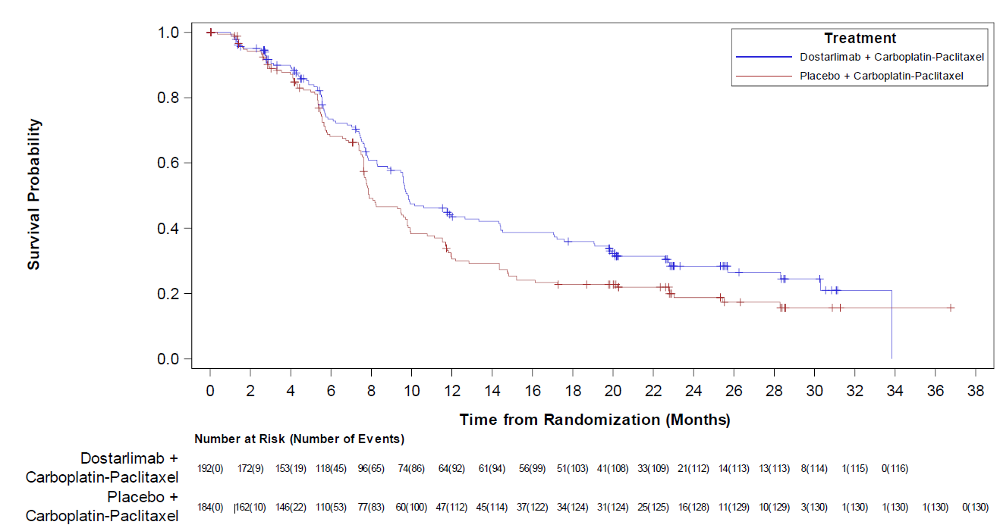 Treatment
Dostarlimab + Carboplatin-Paclitaxel
Placebo + Carboplatin-Paclitaxel
Survival Probability
1.0
0.8
0.6
0.4
0.2
0.0
0 2 4 6 8 10 12 14 16 18 20 22 24 26 28 30 32 34 36 38
Time from Randomization (Months)
Number at Risk (Number of Events)
Dostarlimab +
Carboplatin-Paclitaxel
192(0) 172(9) 153(19) 118(45) 96(65) 74(86) 64(92) 61(94) 56(99) 51(103) 41(108) 33(109) 21(112) 14(113) 13(113) 8(114) 1(115) 0(116)
Placebo +
Carboplatin-Paclitaxel
184(0) 162(10) 146(22) 110(53) 77(83) 60(100) 47(112) 45(114) 37(122) 34(124) 31(124) 25(125) 16(128) 11(129) 10(129) 3(130) 1(130) 1(130) 1(130) 0(130)